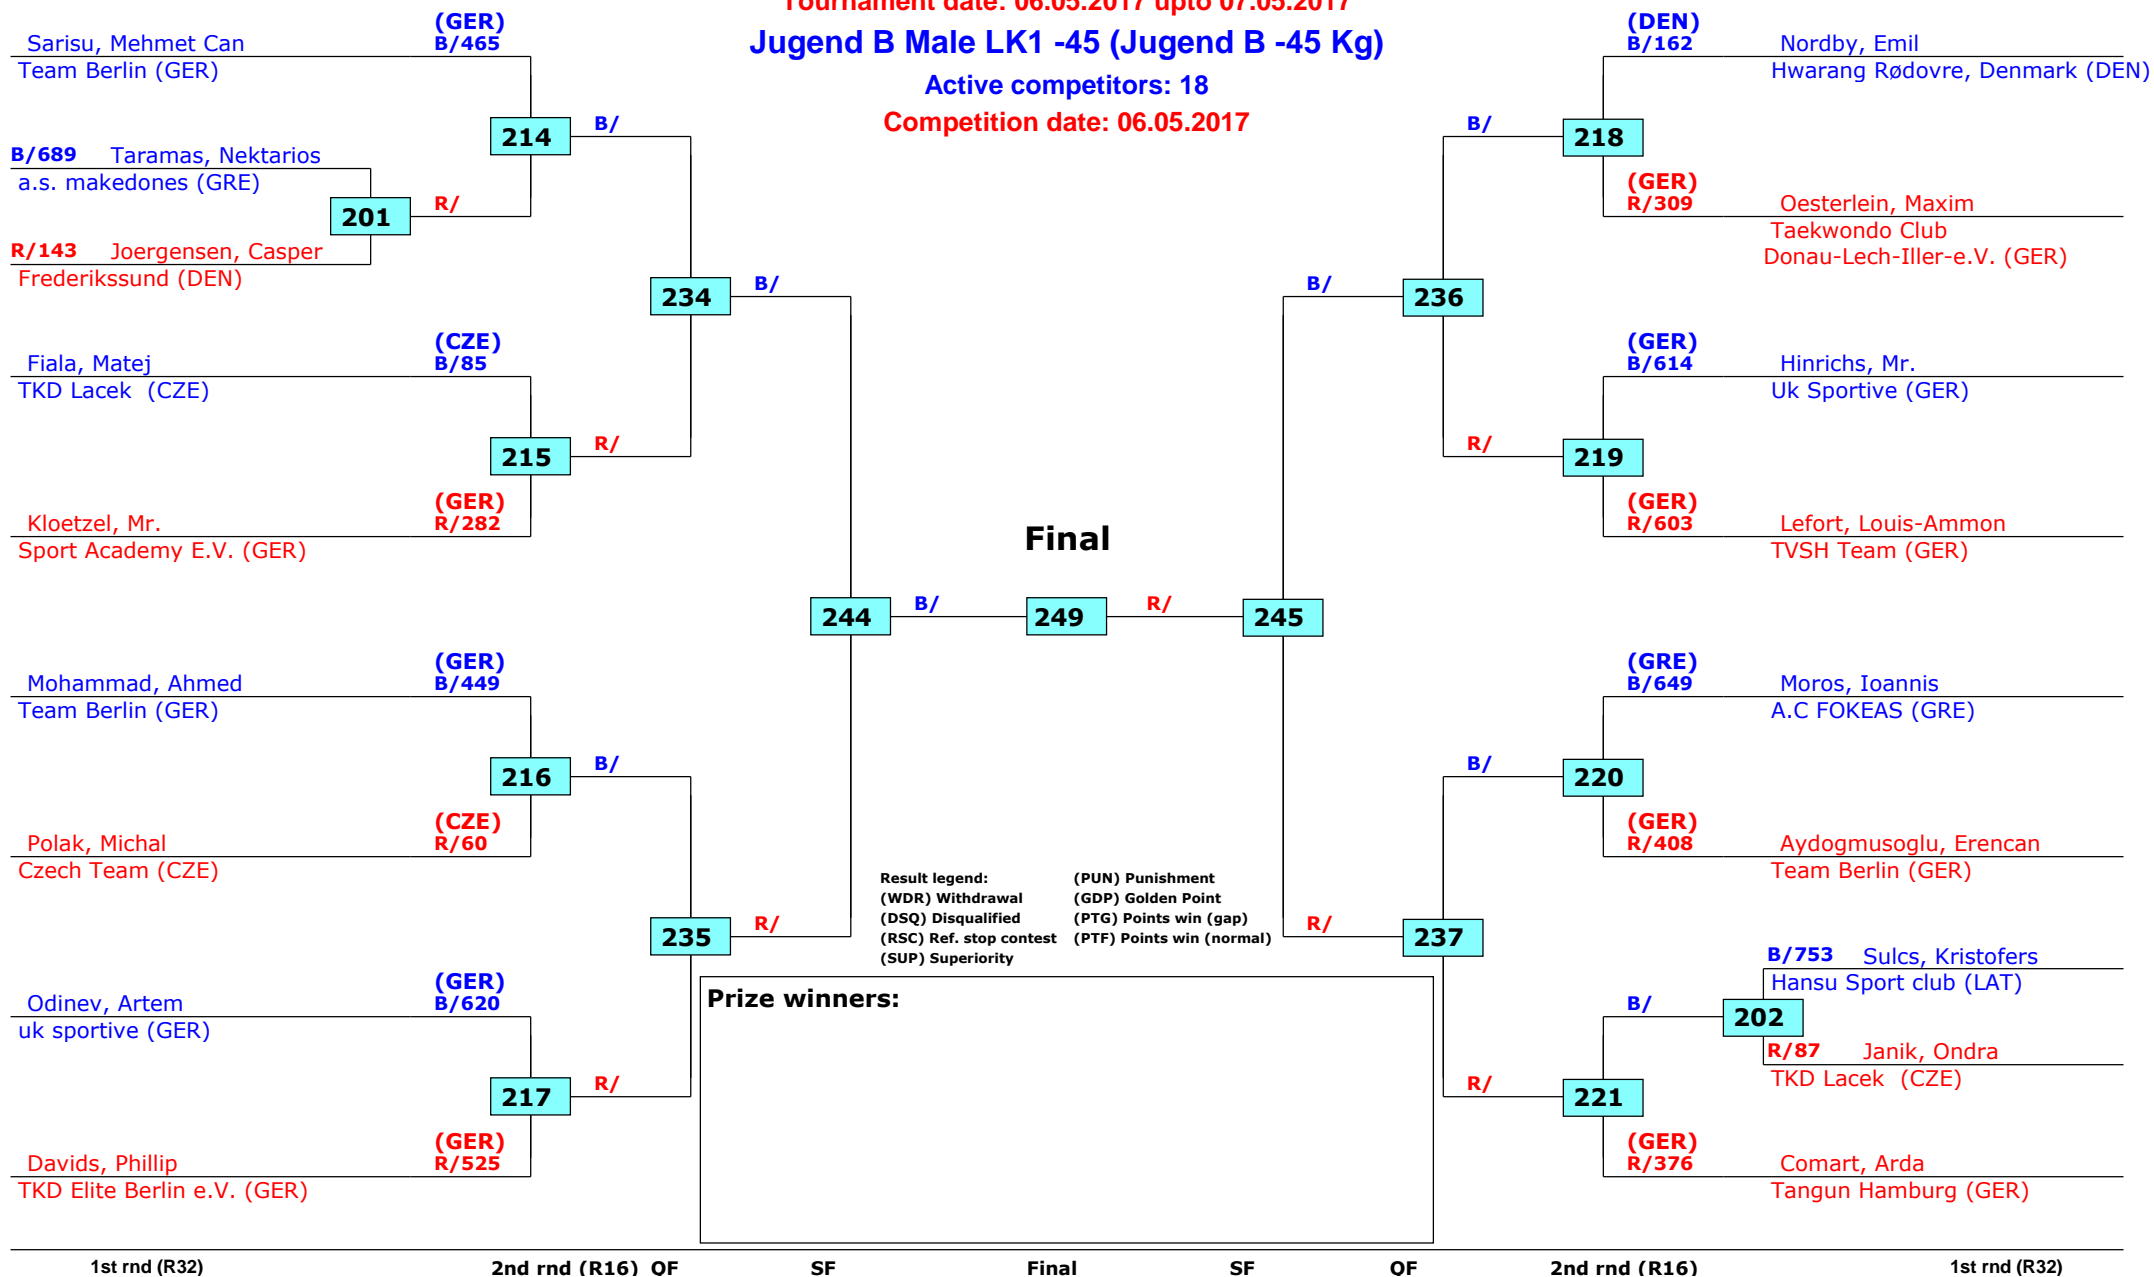 Tournament date: 06.05.2017 upto 07.05.2017
Jugend B Male LK1 -45 (Jugend B -45 Kg)
Active competitors: 18
Competition date: 06.05.2017
Sarisu, Mehmet Can
(GER)
B/465
Team Berlin (GER)
214
B/
B/689 Taramas, Nektarios
a.s. makedones (GRE)
201
R/
R/143 Joergensen, Casper
Frederikssund (DEN)
234
B/
Fiala, Matej
(CZE)
B/85
TKD Lacek (CZE)
215
R/
Kloetzel, Mr.
(GER)
R/282
Sport Academy E.V. (GER)
244
B/
Mohammad, Ahmed
(GER)
B/449
Team Berlin (GER)
216
B/
Polak, Michal
(CZE)
R/60
Czech Team (CZE)
235
R/
Odinev, Artem
(GER)
B/620
uk sportive (GER)
217
R/
Davids, Phillip
(GER)
R/525
TKD Elite Berlin e.V. (GER)
Final
249
R/
245
(DEN)
B/162
Nordby, Emil
Hwarang Rødovre, Denmark (DEN)
B/
218
(GER)
R/309
Oesterlein, Maxim
Taekwondo Club
Donau-Lech-Iller-e.V. (GER)
B/
236
(GER)
B/614
Hinrichs, Mr.
Uk Sportive (GER)
R/
219
(GER)
R/603
Lefort, Louis-Ammon
TVSH Team (GER)
(GRE)
B/649
Moros, Ioannis
A.C FOKEAS (GRE)
B/
220
(GER)
R/408
Aydogmusoglu, Erencan
Team Berlin (GER)
R/
237
B/753 Sulcs, Kristofers
Hansu Sport club (LAT)
B/
202
R/87 Janik, Ondra
TKD Lacek (CZE)
R/
221
(GER)
R/376
Comart, Arda
Tangun Hamburg (GER)
Result legend: (PUN) Punishment
(WDR) Withdrawal (GDP) Golden Point
(DSQ) Disqualified (PTG) Points win (gap)
(RSC) Ref. stop contest (PTF) Points win (normal)
(SUP) Superiority
Prize winners:
1st rnd (R32) 2nd rnd (R16) QF SF Final SF QF 2nd rnd (R16) 1st rnd (R32)